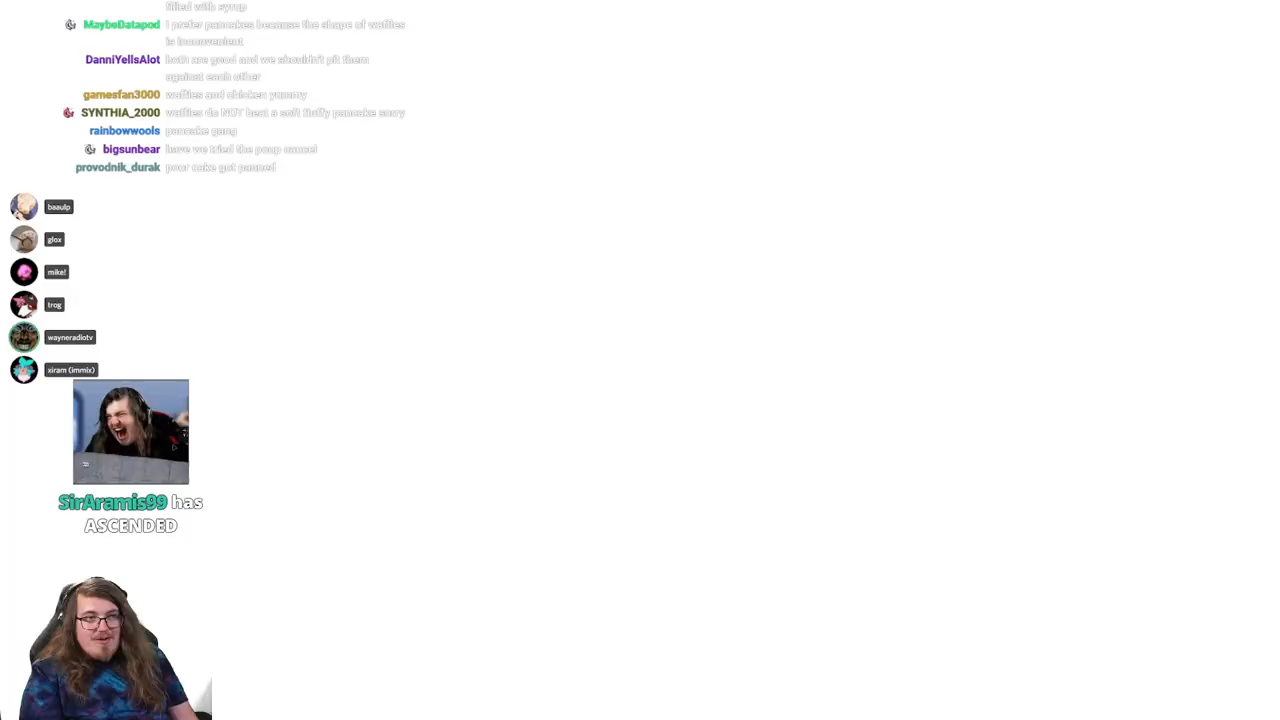 filled with syrup
MaybeDatapod I prefer pancakes because the shape of waffles
is inconvenient
DanniYellsAlot both are good and we shouldn't pit them
against each other
gamesfan3000 waffles and chicken yummy
SYNTHIA_2000 waffles do NOT beat a soft fluffy pancake sorry
rainbowwools pancake gang
bigsunbear have we tried the poup
provodnik_durak poor cake got panned
baaulp
glox
mike!
trog
wayneradiotv
xiram (immix)
SirAramis99 has
ASCENDED